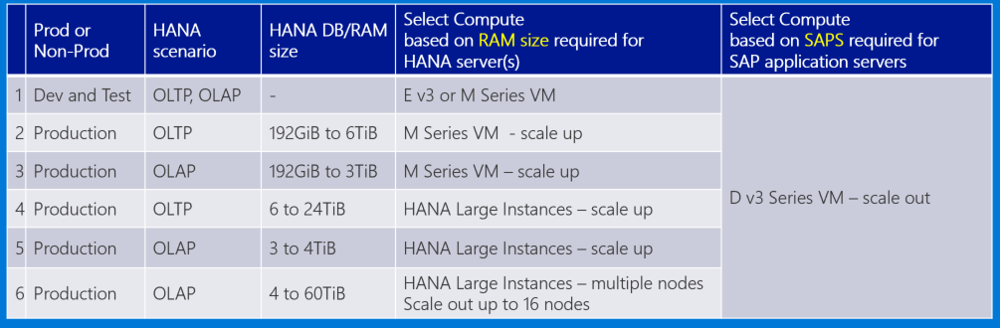 Prod or Non-Prod | HANA scenario | HANA DB/RAM size | Select Compute based on RAM size required for HANA server(s) | Select Compute based on SAPS required for SAP application servers
1 | Dev and Test | OLTP, OLAP | - | E v3 or M Series VM | D v3 Series VM – scale out
2 | Production | OLTP | 192GiB to 6TiB | M Series VM - scale up
3 | Production | OLAP | 192GiB to 3TiB | M Series VM – scale up
4 | Production | OLTP | 6 to 24TiB | HANA Large Instances – scale up
5 | Production | OLAP | 3 to 4TiB | HANA Large Instances – scale up
6 | Production | OLAP | 4 to 60TiB | HANA Large Instances – multiple nodes Scale out up to 16 nodes